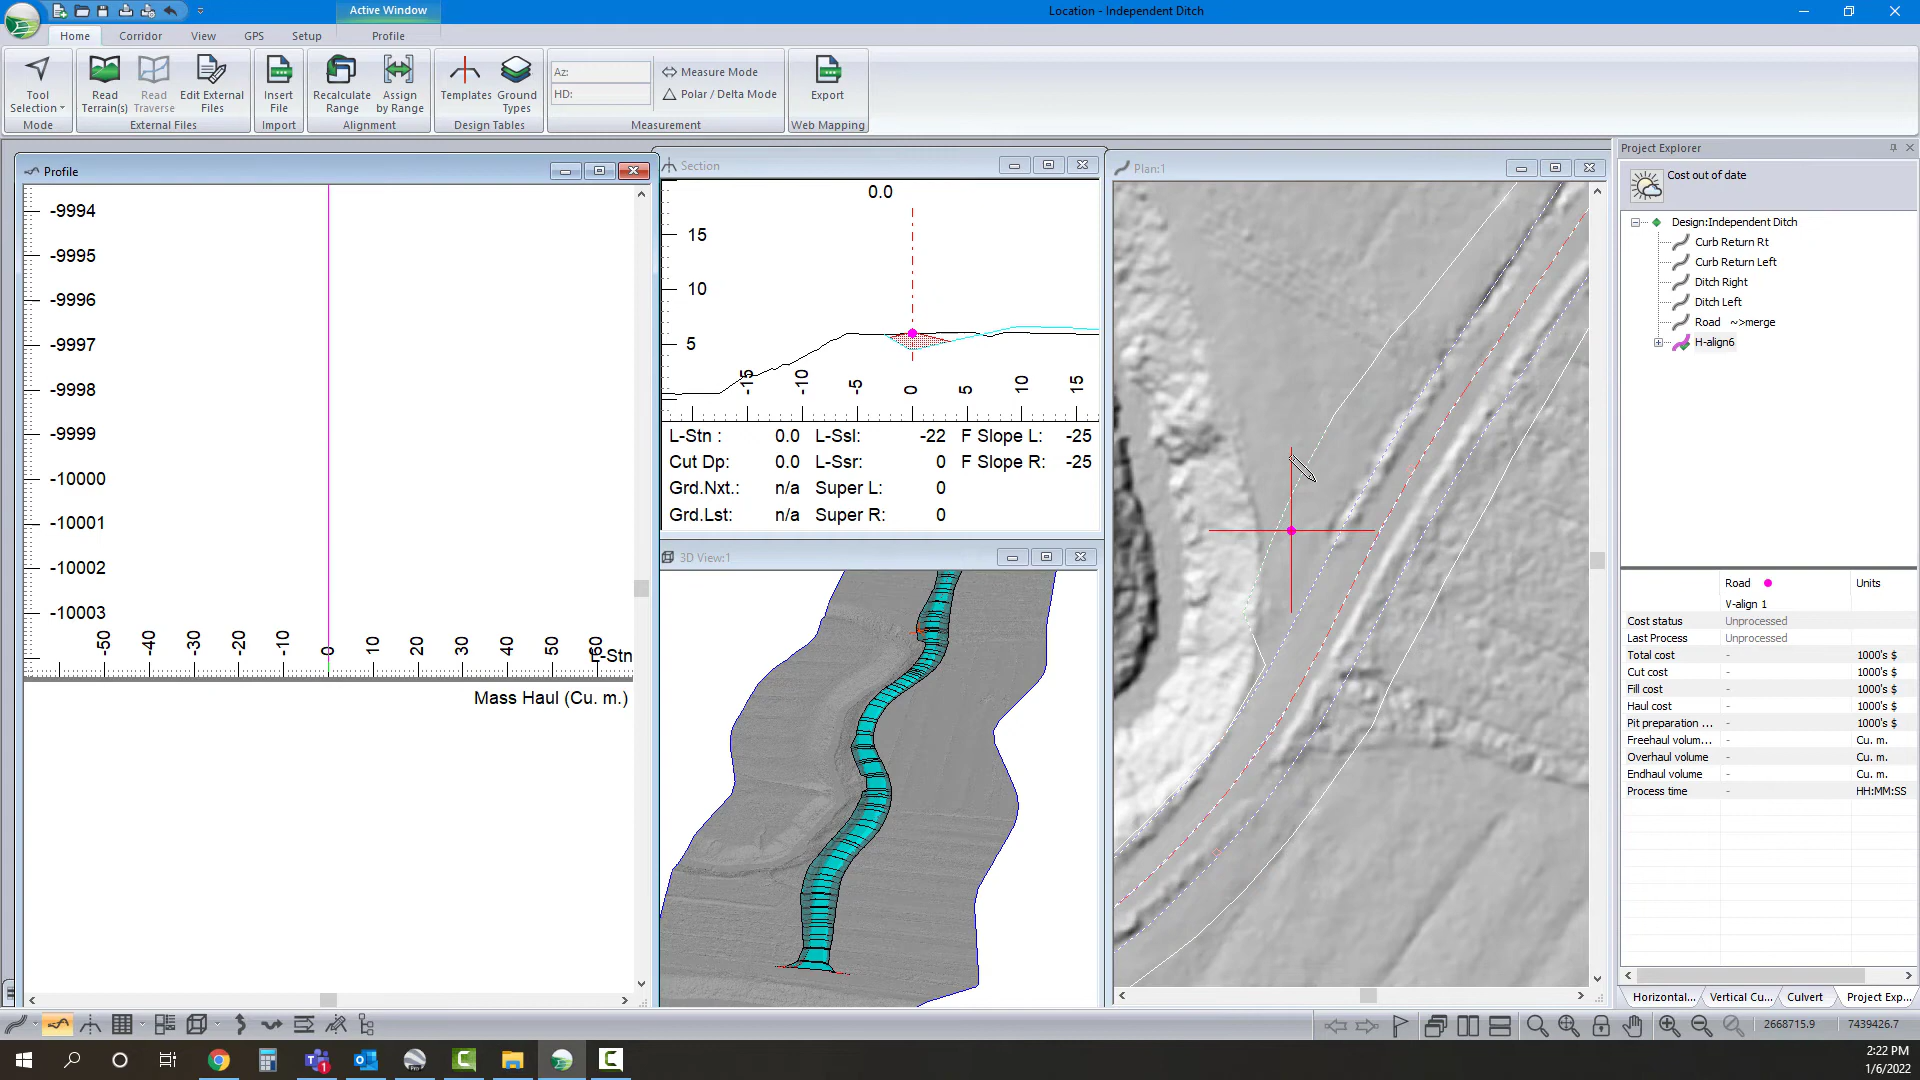 Active Window
Location - Independent Ditch
Home
Corridor
View
GPS
Setup
Profile
Tool Selection
Mode
Read Terrain(s)
Read Traverse
Edit External Files
External Files
Insert File
Import
Recalculate Range
Assign by Range
Alignment
Templates
Ground Types
Design Tables
Az:
HD:
Measure Mode
Polar / Delta Mode
Measurement
Export
Web Mapping
Profile
-9994
-9995
-9996
-9997
-9998
-9999
-10000
-10001
-10002
-10003
-50 -40 -30 -20 -10 0 10 20 30 40 50 60
L-Stn
Mass Haul (Cu. m.)
Section
0.0
15
10
5
-15 -10 -5 0 5 10 15
L-Stn : 0.0 L-Ssl: -22 F Slope L: -25
Cut Dp: 0.0 L-Ssr: 0 F Slope R: -25
Grd.Nxt.: n/a Super L: 0
Grd.Lst: n/a Super R: 0
3D View:1
Plan:1
Project Explorer
Cost out of date
Design:Independent Ditch
Curb Return Rt
Curb Return Left
Ditch Right
Ditch Left
Road ~>merge
H-align6
Road Units
V-align 1
Cost status Unprocessed
Last Process Unprocessed
Total cost - 1000's $
Cut cost - 1000's $
Fill cost - 1000's $
Haul cost - 1000's $
Pit preparation ... - 1000's $
Freehaul volum... - Cu. m.
Overhaul volume - Cu. m.
Endhaul volume - Cu. m.
Process time - HH:MM:SS
Horizontal...
Vertical Cu...
Culvert
Project Exp...
2668715.9
7439426.7
2:22 PM
1/6/2022